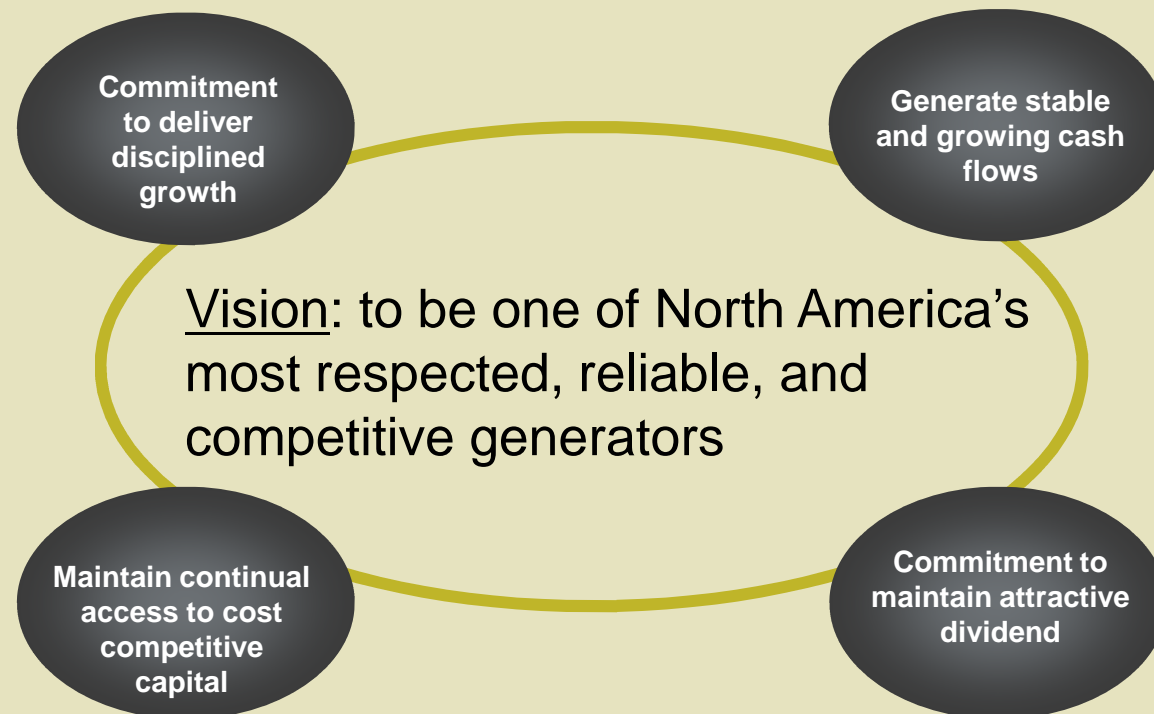 Commitment
to deliver
disciplined
growth
Generate stable
and growing cash
flows
Vision: to be one of North America’s
most respected, reliable, and
competitive generators
Maintain continual
access to cost
competitive
capital
Commitment to
maintain attractive
dividend